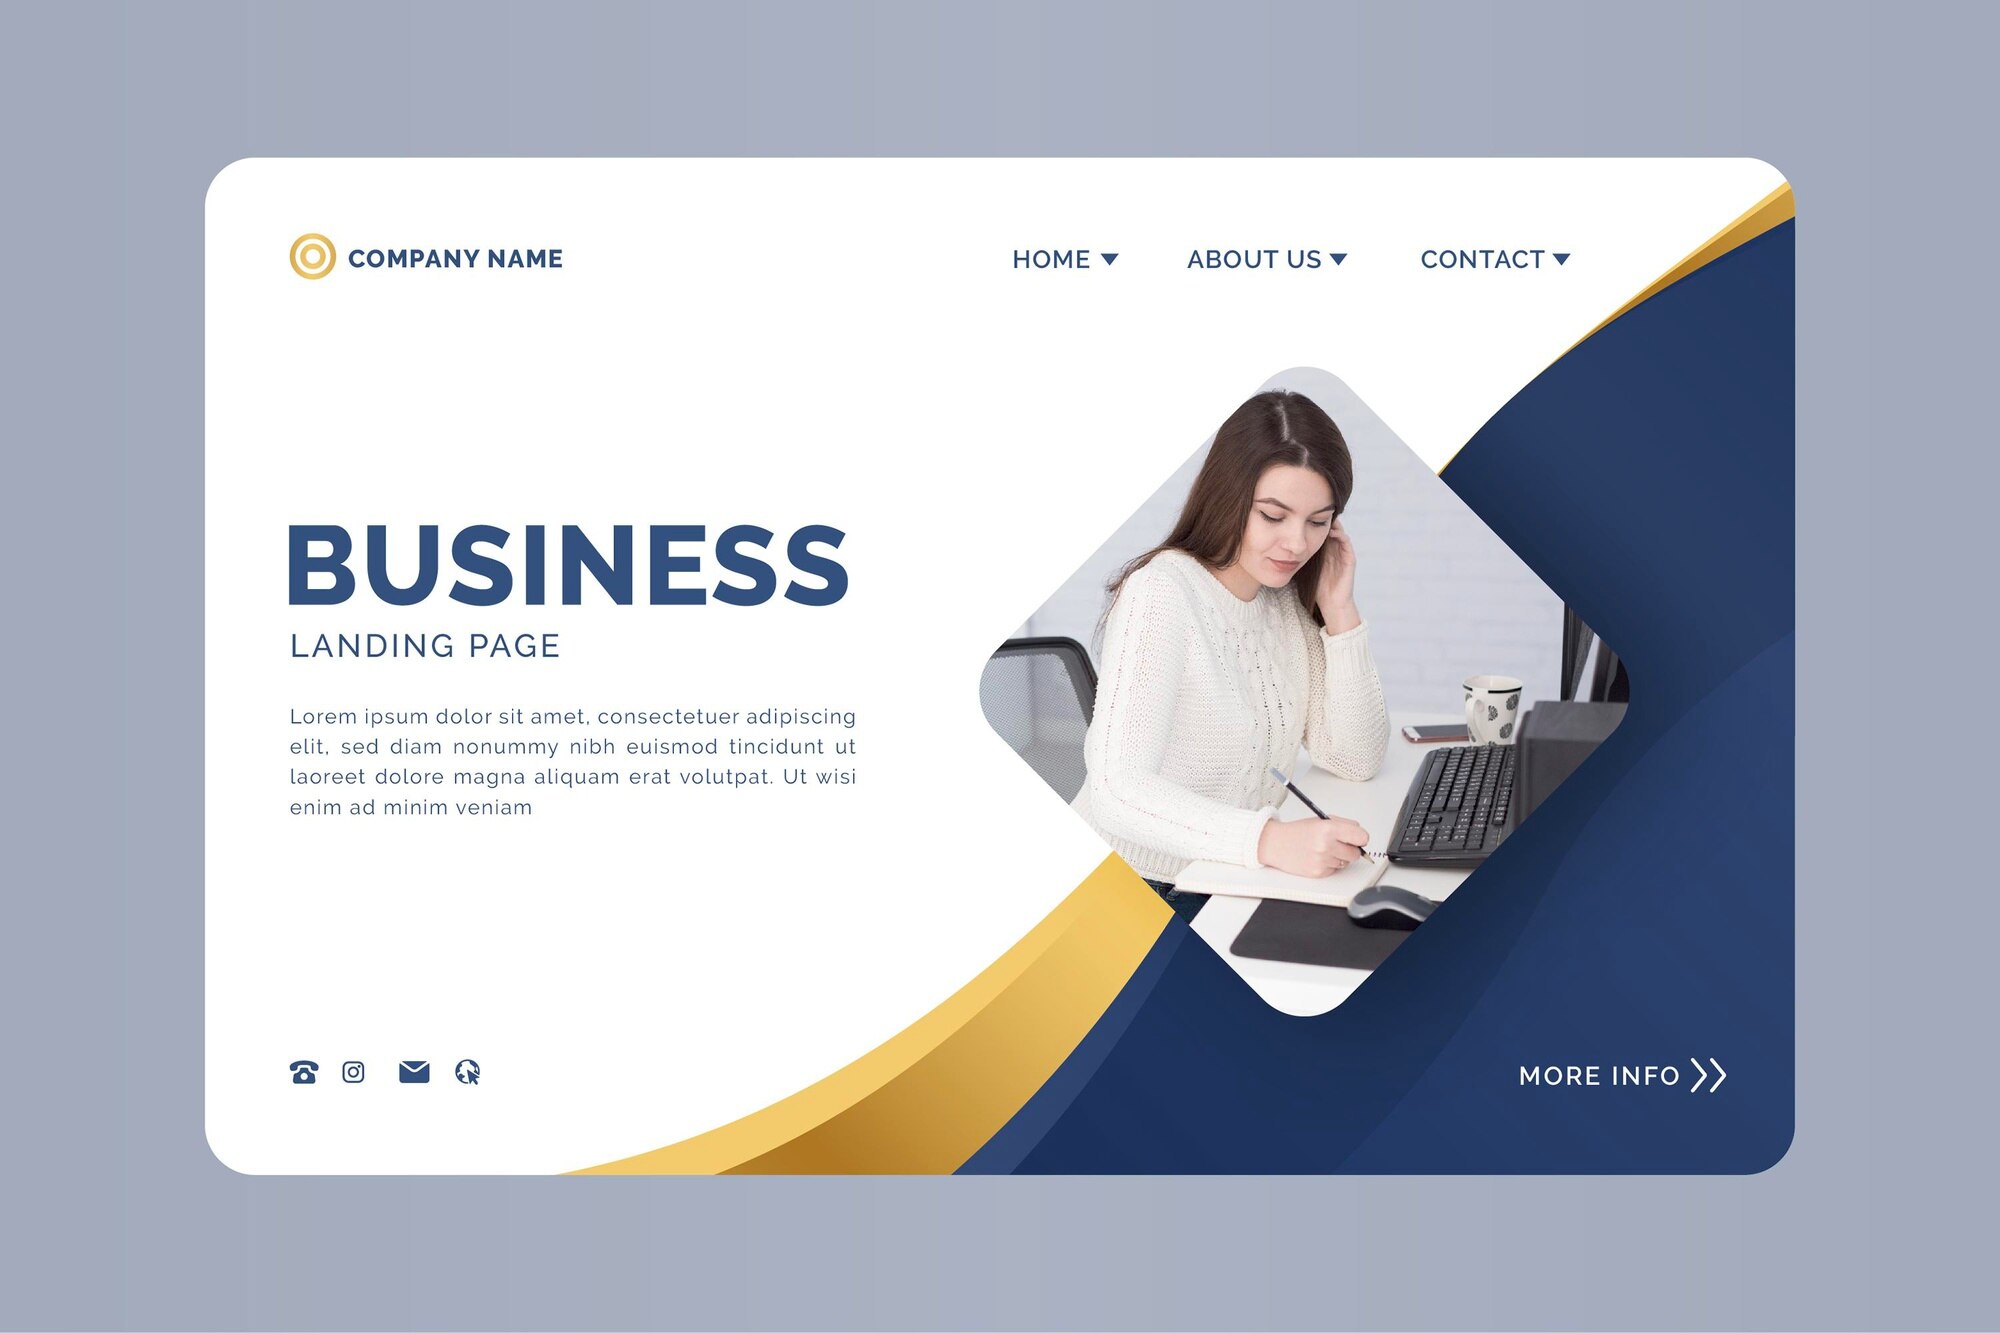 COMPANY NAME
HOME
ABOUT US
CONTACT
BUSINESS
LANDING PAGE
Lorem ipsum dolor sit amet, consectetuer adipiscing
elit, sed diam nonummy nibh euismod tincidunt ut
laoreet dolore magna aliquam erat volutpat. Ut wisi
enim ad minim veniam
MORE INFO